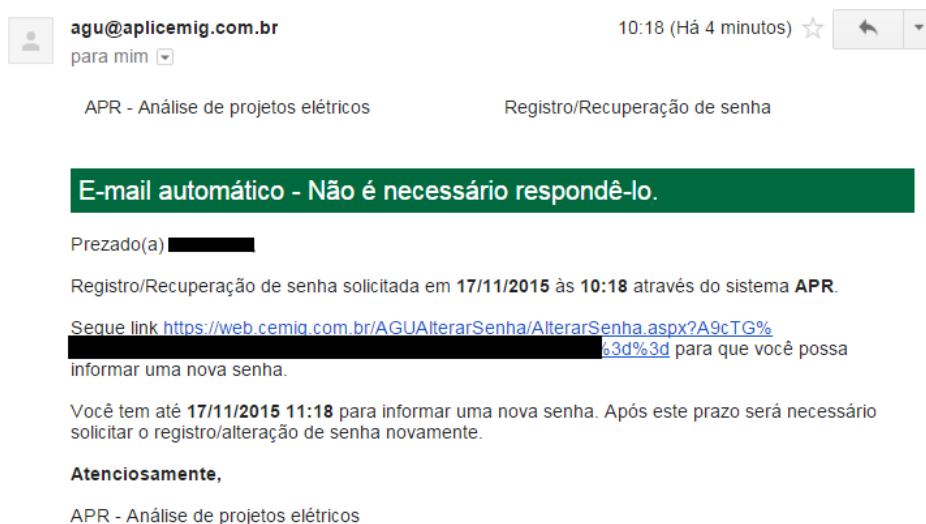 agu@aplicemig.com.br 10:18 (Há 4 minutos)
para mim
APR - Análise de projetos elétricos Registro/Recuperação de senha
E-mail automático - Não é necessário respondê-lo.
Prezado(a)
Registro/Recuperação de senha solicitada em 17/11/2015 às 10:18 através do sistema APR.
Segue link https://web.cemig.com.br/AGUAlterarSenha/AlterarSenha.aspx?A9cTG%
%3d%3d para que você possa
informar uma nova senha.
Você tem até 17/11/2015 11:18 para informar uma nova senha. Após este prazo será necessário
solicitar o registro/alteração de senha novamente.
Atenciosamente,
APR - Análise de projetos elétricos